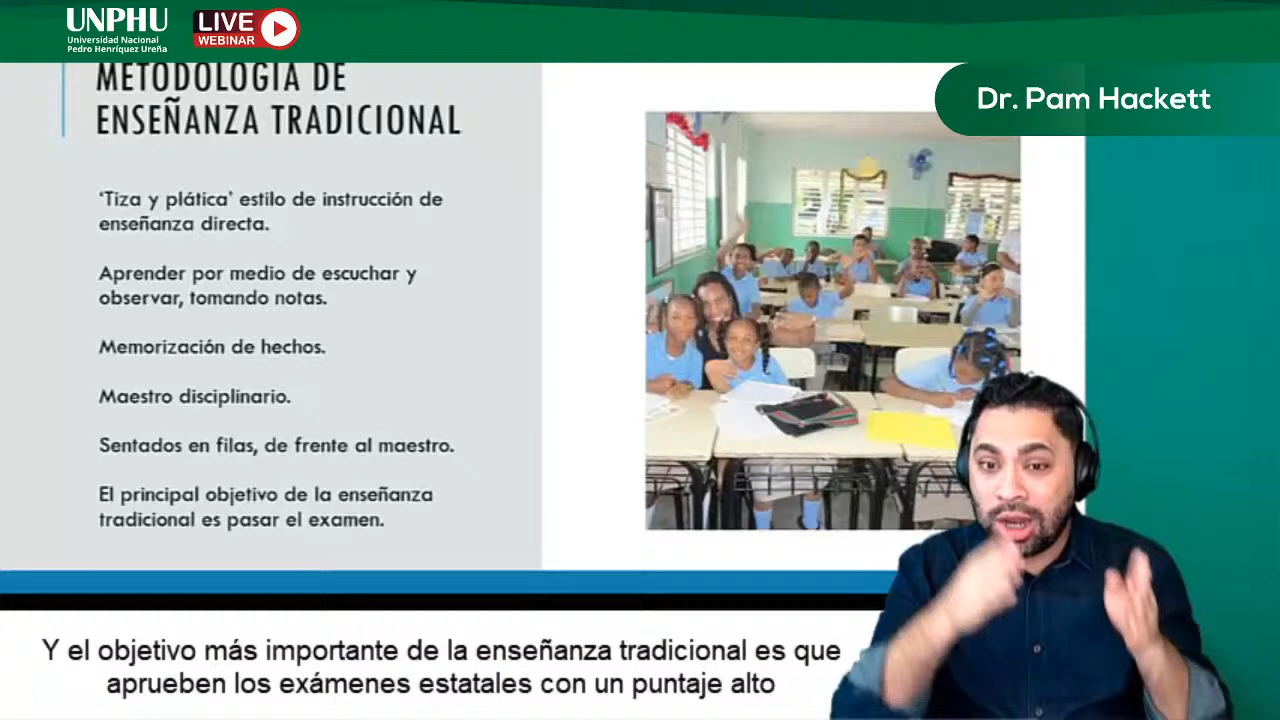 UNPHU
Universidad Nacional
Pedro Henríquez Ureña
LIVE
WEBINAR
Dr. Pam Hackett
METODOLOGÍA DE
ENSEÑANZA TRADICIONAL
‘Tiza y plática’ estilo de instrucción de
enseñanza directa.
Aprender por medio de escuchar y
observar, tomando notas.
Memorización de hechos.
Maestro disciplinario.
Sentados en filas, de frente al maestro.
El principal objetivo de la enseñanza
tradicional es pasar el examen.
Y el objetivo más importante de la enseñanza tradicional es que
aprueben los exámenes estatales con un puntaje alto